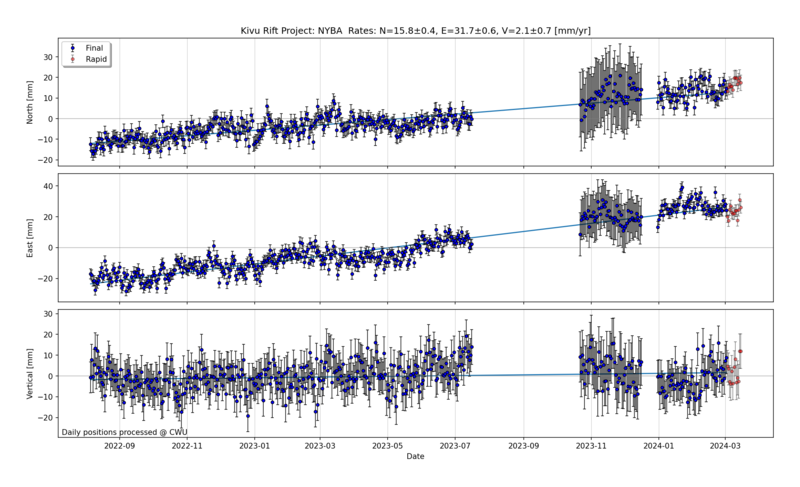 Kivu Rift Project: NYBA Rates: N=15.8±0.4, E=31.7±0.6, V=2.1±0.7 [mm/yr]
Final
Rapid
North [mm]
30
20
10
0
−10
−20
East [mm]
40
20
0
−20
Vertical [mm]
30
20
10
0
−10
−20
Daily positions processed @ CWU
2022-09 2022-11 2023-01 2023-03 2023-05 2023-07 2023-09 2023-11 2024-01 2024-03
Date